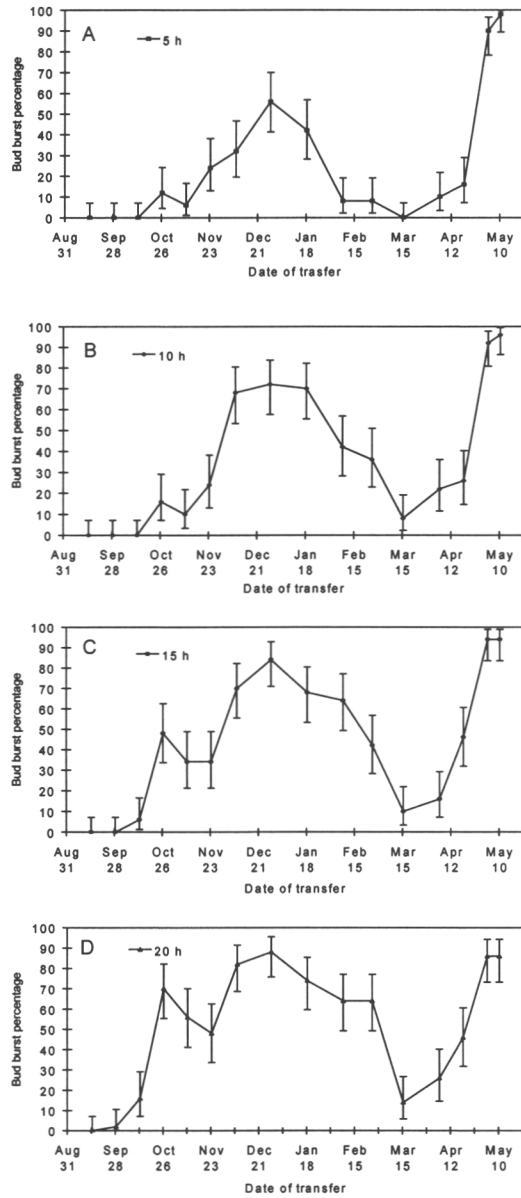 A
5 h
Bud burst percentage
100
90
80
70
60
50
40
30
20
10
0
Aug Sep Oct Nov Dec Jan Feb Mar Apr May
31 28 26 23 21 18 15 15 12 10
Date of trasfer
B
10 h
Bud burst percentage
100
90
80
70
60
50
40
30
20
10
0
Aug Sep Oct Nov Dec Jan Feb Mar Apr May
31 28 26 23 21 18 15 15 12 10
Date of transfer
C
15 h
Bud burst percentage
100
90
80
70
60
50
40
30
20
10
0
Aug Sep Oct Nov Dec Jan Feb Mar Apr May
31 28 26 23 21 18 15 15 12 10
Date of transfer
D
20 h
Bud burst percentage
100
90
80
70
60
50
40
30
20
10
0
Aug Sep Oct Nov Dec Jan Feb Mar Apr May
31 28 26 23 21 18 15 15 12 10
Date of transfer